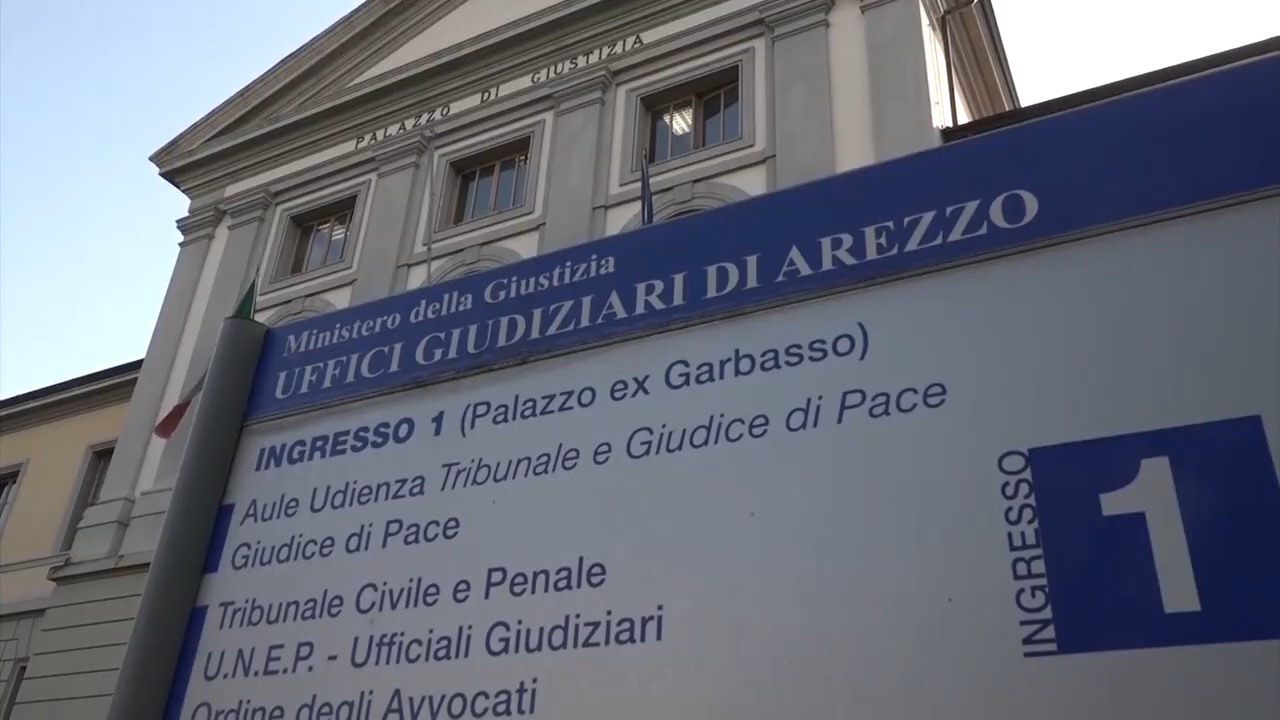 PALAZZO DI GIUSTIZIA
Ministero della Giustizia
UFFICI GIUDIZIARI DI AREZZO
INGRESSO 1 (Palazzo ex Garbasso)
Aule Udienza Tribunale e Giudice di Pace
Giudice di Pace
Tribunale Civile e Penale
U.N.E.P. - Ufficiali Giudiziari
Ordine degli Avvocati
INGRESSO
1